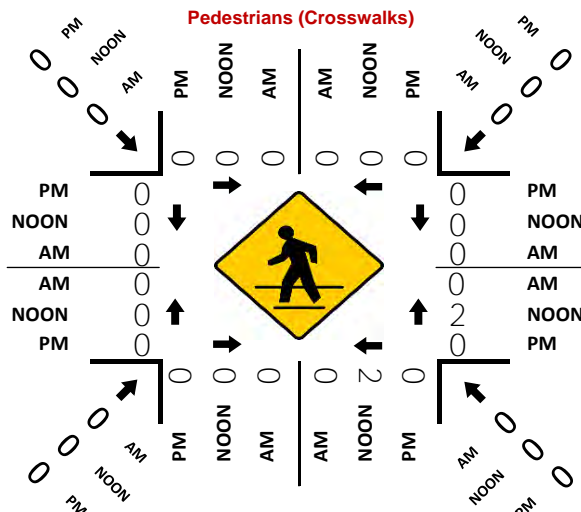 Pedestrians (Crosswalks)
0 PM
0 NOON
0 AM
PM NOON AM AM NOON PM
0 PM
0 NOON
0 AM
0 0 0 0 0 0
PM 0 0 PM
NOON 0 0 NOON
AM 0 0 AM
AM 0 0 AM
NOON 0 2 NOON
PM 0 0 PM
0 0 0 0 2 0
PM NOON AM AM NOON PM
0 AM
0 NOON
0 PM
AM 0
NOON 0
PM 0